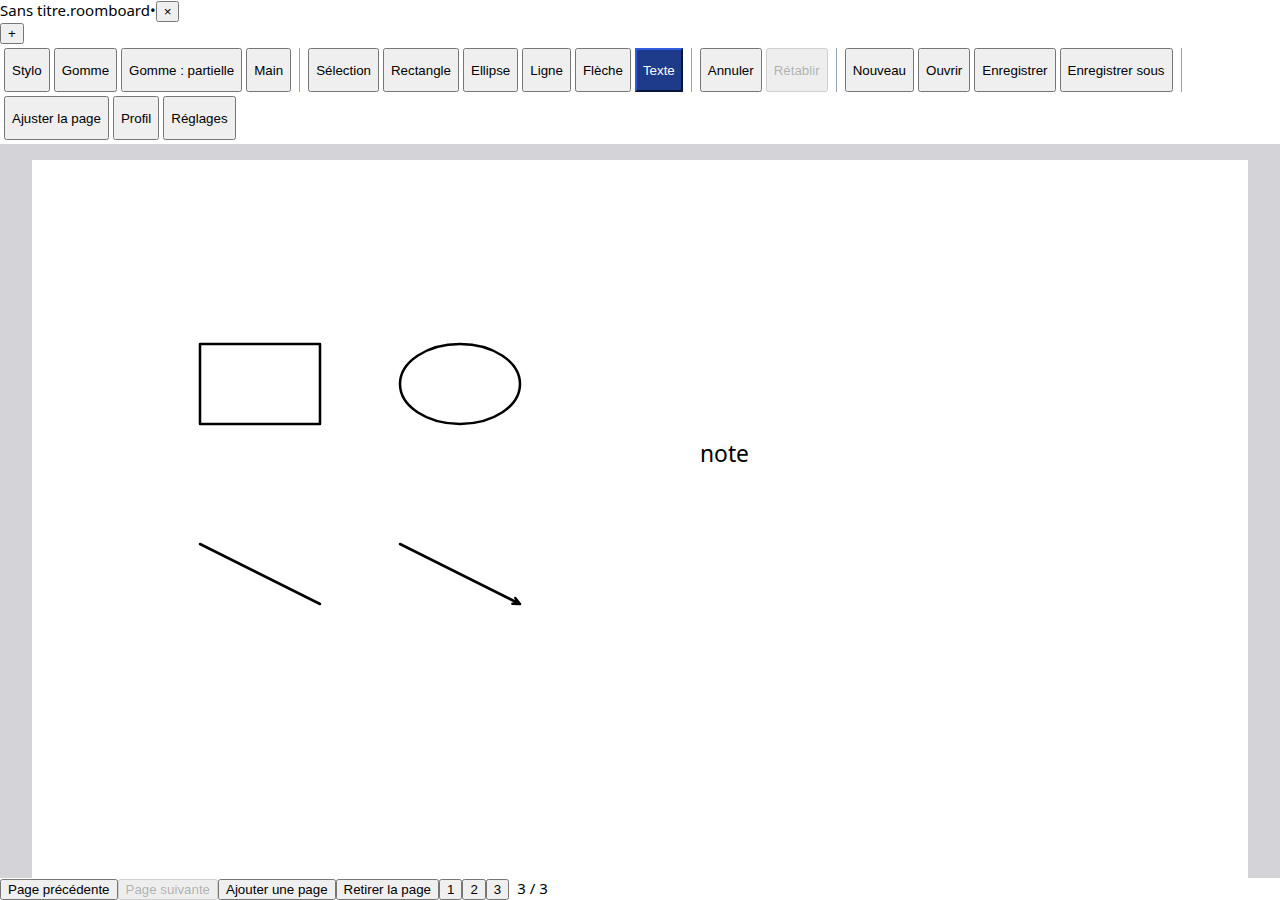 Sans titre.roomboard• ×
+
Stylo Gomme Gomme : partielle Main Sélection Rectangle Ellipse Ligne Flèche Texte Annuler Rétablir Nouveau Ouvrir Enregistrer Enregistrer sous
Ajuster la page Profil Réglages
note
Page précédente Page suivante Ajouter une page Retirer la page 1 2 3 3 / 3